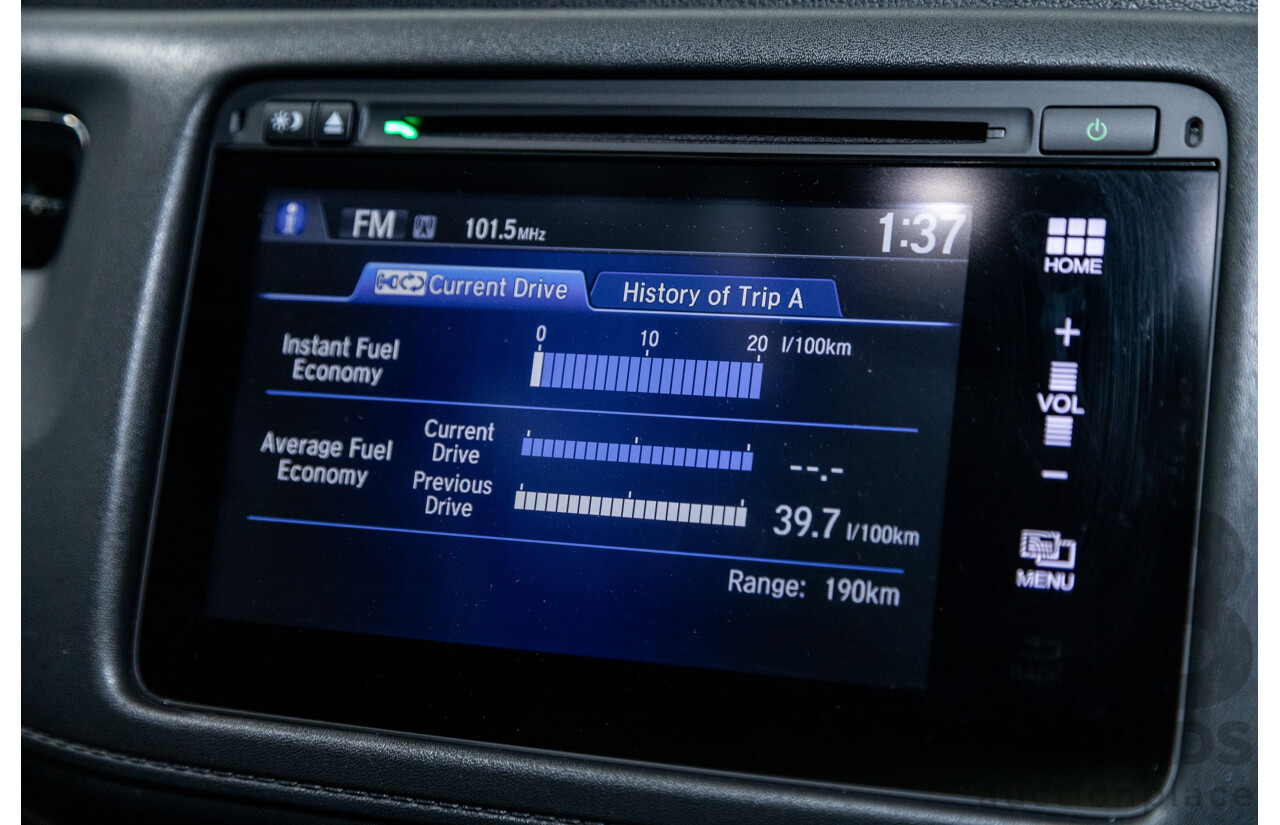 FM 101.5MHz 1:37
HOME
Current Drive History of Trip A
0 10 20 l/100km
Instant Fuel
Economy
+
VOL
-
Average Fuel
Economy
Current
Drive
--.-
Previous
Drive
39.7 l/100km
Range: 190km
MENU
BACK